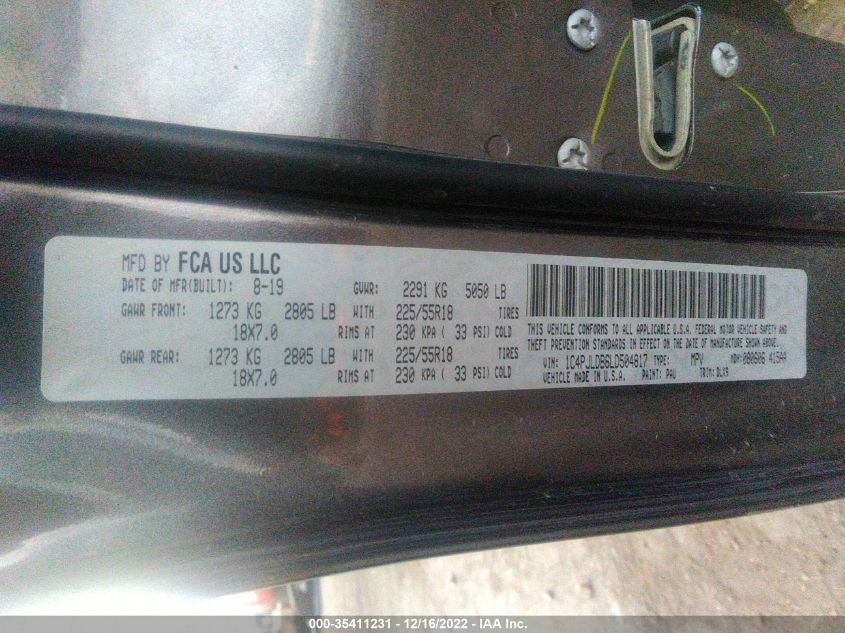 MFD BY FCA US LLC
DATE OF MFR(BUILT): 8-19 GVWR: 2291 KG 5050 LB
GAWR FRONT: 1273 KG 2805 LB WITH 225/55R18 TIRES
18X7.0 RIMS AT 230 KPA ( 33 PSI) COLD
GAWR REAR: 1273 KG 2805 LB WITH 225/55R18 TIRES
18X7.0 RIMS AT 230 KPA ( 33 PSI) COLD
THIS VEHICLE CONFORMS TO ALL APPLICABLE U.S.A. FEDERAL MOTOR VEHICLE SAFETY AND
THEFT PREVENTION STANDARDS IN EFFECT ON THE DATE OF MANUFACTURE SHOWN ABOVE.
VIN: 1C4PJLDB6LD504817 TYPE: MPV MDH: 080506 415AA
VEHICLE MADE IN U.S.A. PAINT: PAU TRIM: DLX9
000-35411231 - 12/16/2022 - IAA Inc.